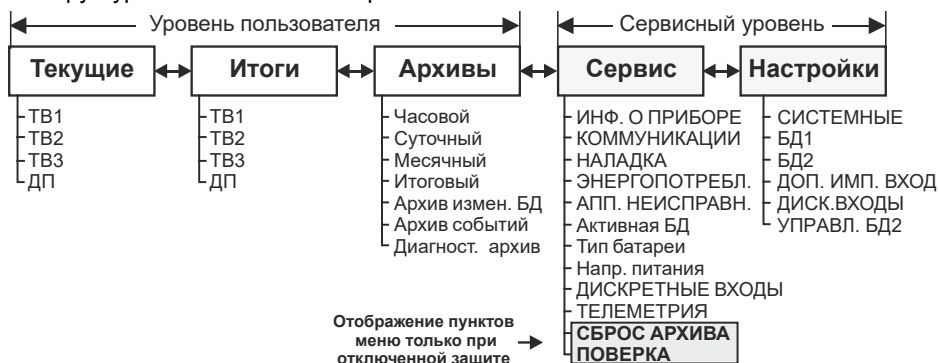 Уровень пользователя
Сервисный уровень
Текущие
Итоги
Архивы
Сервис
Настройки
ТВ1
ТВ2
ТВ3
ДП
ТВ1
ТВ2
ТВ3
ДП
Часовой
Суточный
Месячный
Итоговый
Архив измен. БД
Архив событий
Диагност. архив
ИНФ. О ПРИБОРЕ
КОММУНИКАЦИИ
НАЛАДКА
ЭНЕРГОПОТРЕБЛ.
АПП. НЕИСПРАВН.
Активная БД
Тип батареи
Напр. питания
ДИСКРЕТНЫЕ ВХОДЫ
ТЕЛЕМЕТРИЯ
СБРОС АРХИВА
ПОВЕРКА
СИСТЕМНЫЕ
БД1
БД2
ДОП. ИМП. ВХОД
ДИСК.ВХОДЫ
УПРАВЛ. БД2
Отображение пунктов
меню только при
отключенной защите